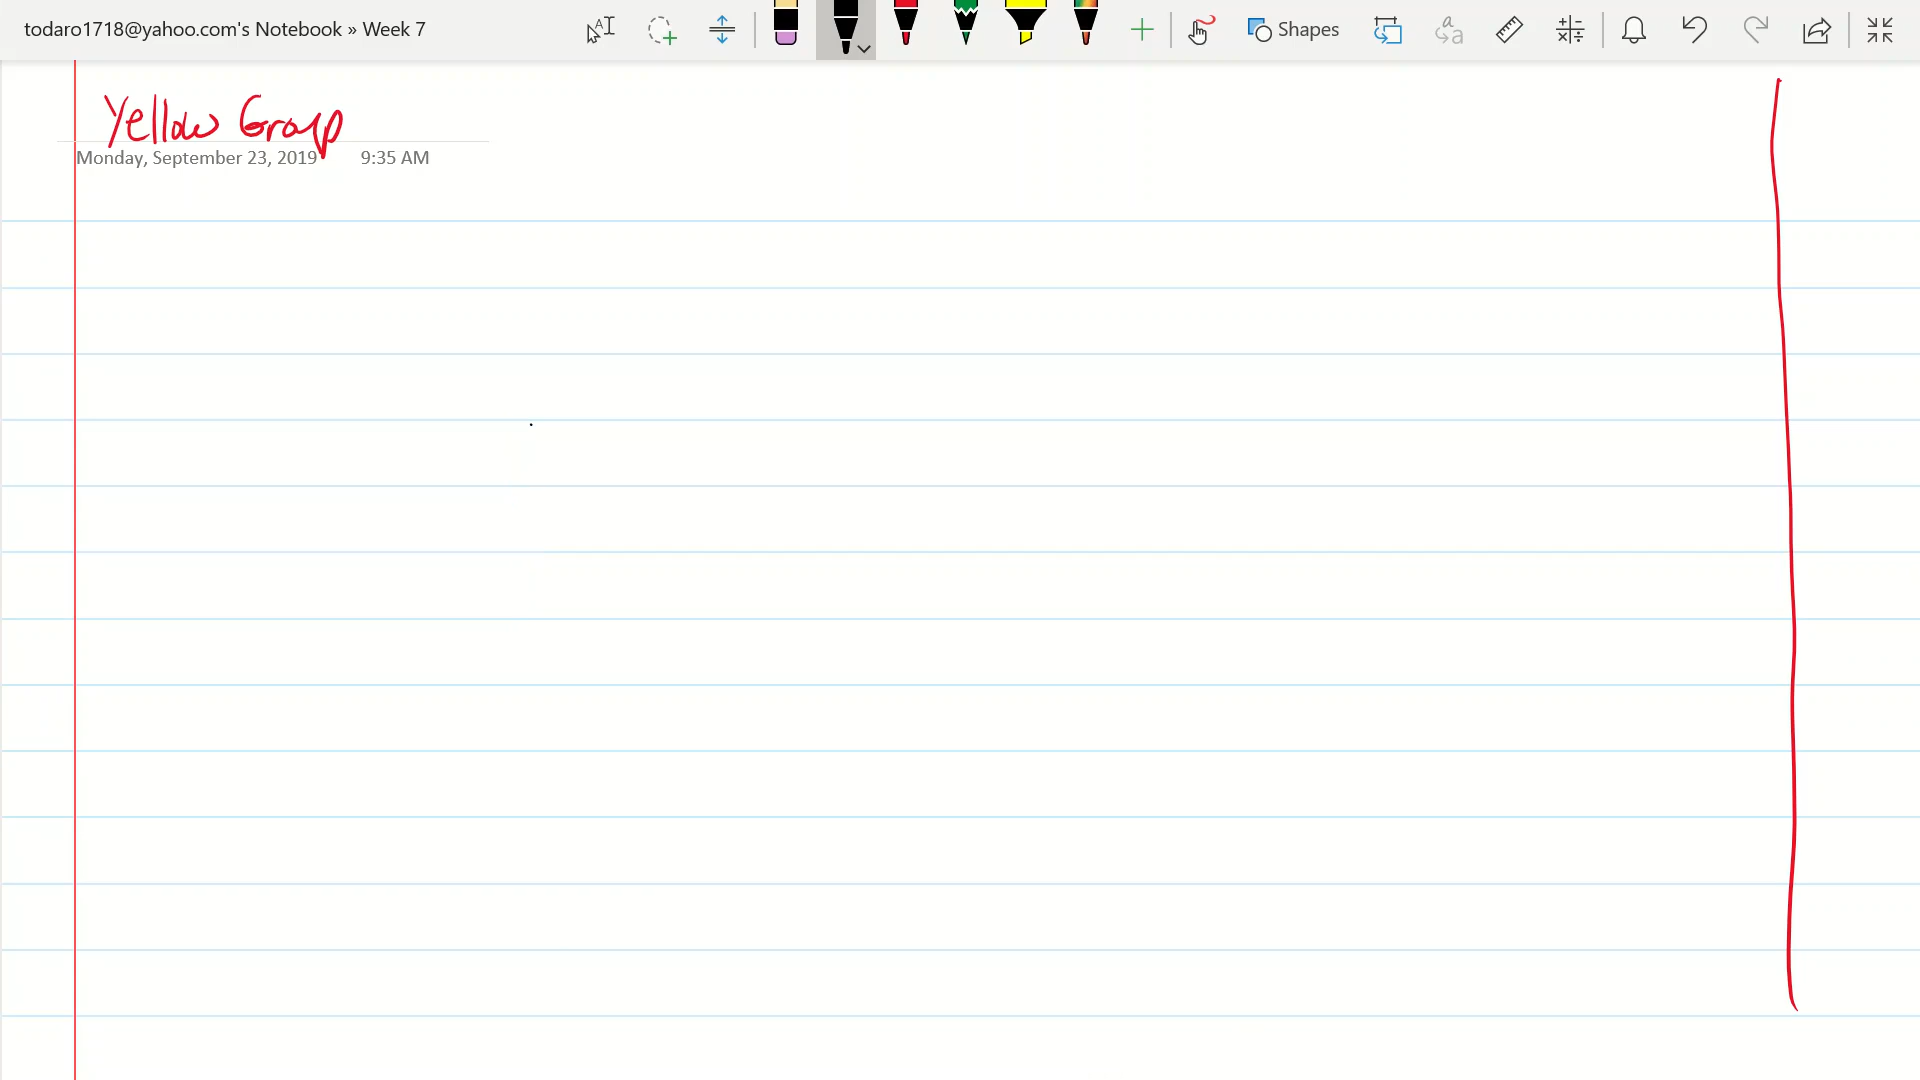 todaro1718@yahoo.com's Notebook » Week 7
Shapes
Yellow Group
Monday, September 23, 2019 9:35 AM